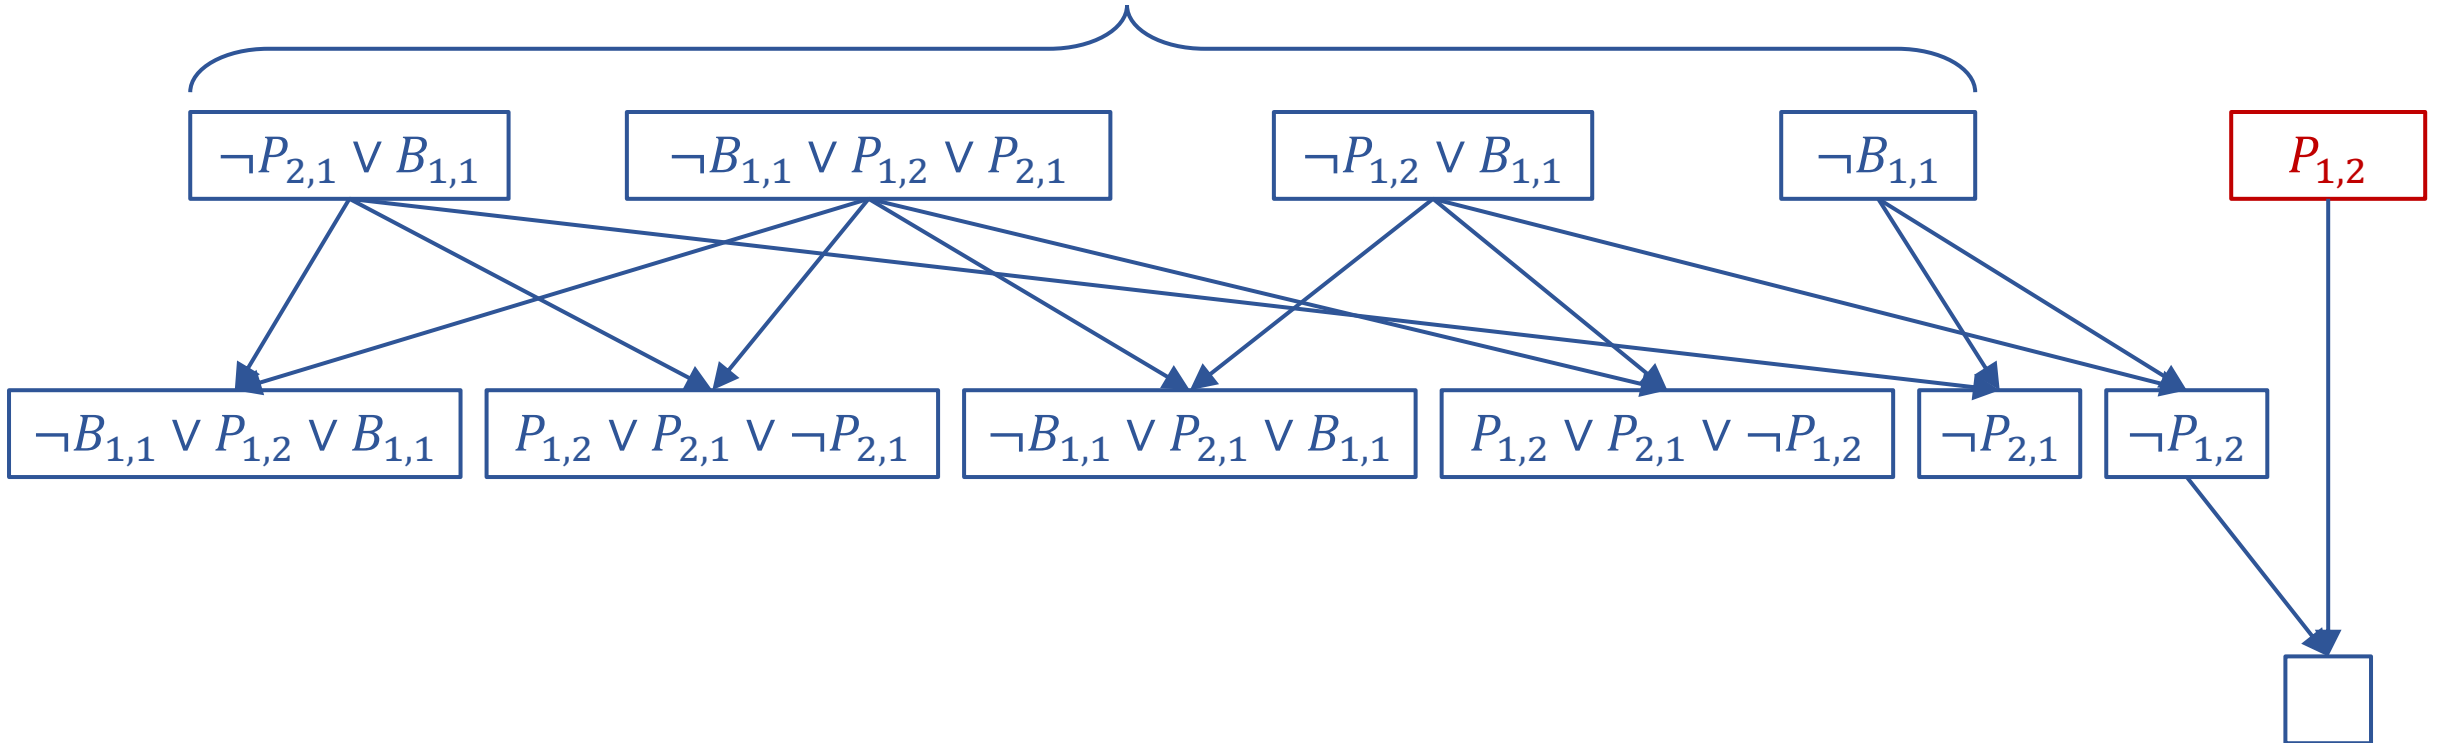 ¬P₂,₁ ∨ B₁,₁ ¬B₁,₁ ∨ P₁,₂ ∨ P₂,₁ ¬P₁,₂ ∨ B₁,₁ ¬B₁,₁ P₁,₂
¬B₁,₁ ∨ P₁,₂ ∨ B₁,₁ P₁,₂ ∨ P₂,₁ ∨ ¬P₂,₁ ¬B₁,₁ ∨ P₂,₁ ∨ B₁,₁ P₁,₂ ∨ P₂,₁ ∨ ¬P₁,₂ ¬P₂,₁ ¬P₁,₂